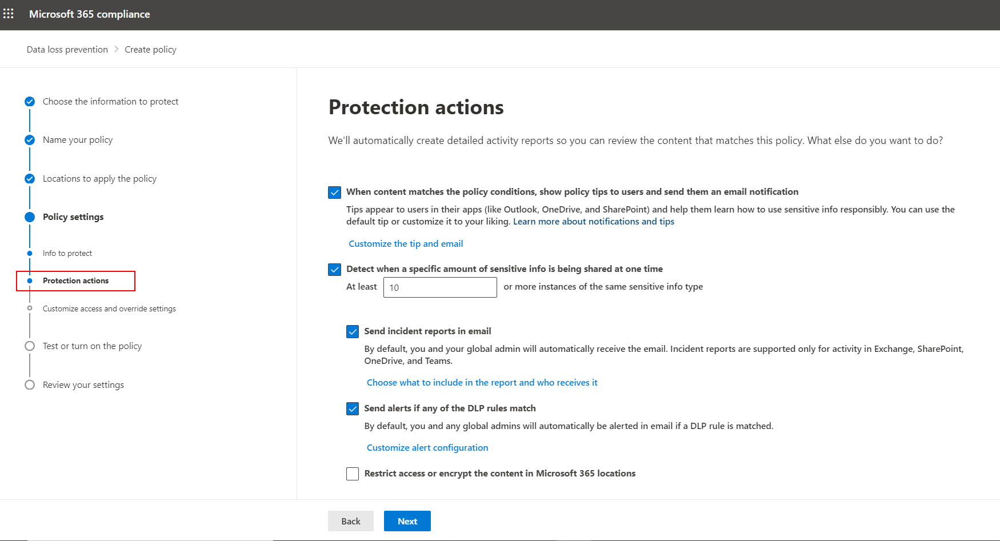 Microsoft 365 compliance
Data loss prevention > Create policy
Choose the information to protect
Name your policy
Locations to apply the policy
Policy settings
Info to protect
Protection actions
Customize access and override settings
Test or turn on the policy
Review your settings
Protection actions
We'll automatically create detailed activity reports so you can review the content that matches this policy. What else do you want to do?
When content matches the policy conditions, show policy tips to users and send them an email notification
Tips appear to users in their apps (like Outlook, OneDrive, and SharePoint) and help them learn how to use sensitive info responsibly. You can use the
default tip or customize it to your liking. Learn more about notifications and tips
Customize the tip and email
Detect when a specific amount of sensitive info is being shared at one time
At least 10 or more instances of the same sensitive info type
Send incident reports in email
By default, you and your global admin will automatically receive the email. Incident reports are supported only for activity in Exchange, SharePoint,
OneDrive, and Teams.
Choose what to include in the report and who receives it
Send alerts if any of the DLP rules match
By default, you and any global admins will automatically be alerted in email if a DLP rule is matched.
Customize alert configuration
Restrict access or encrypt the content in Microsoft 365 locations
Back Next